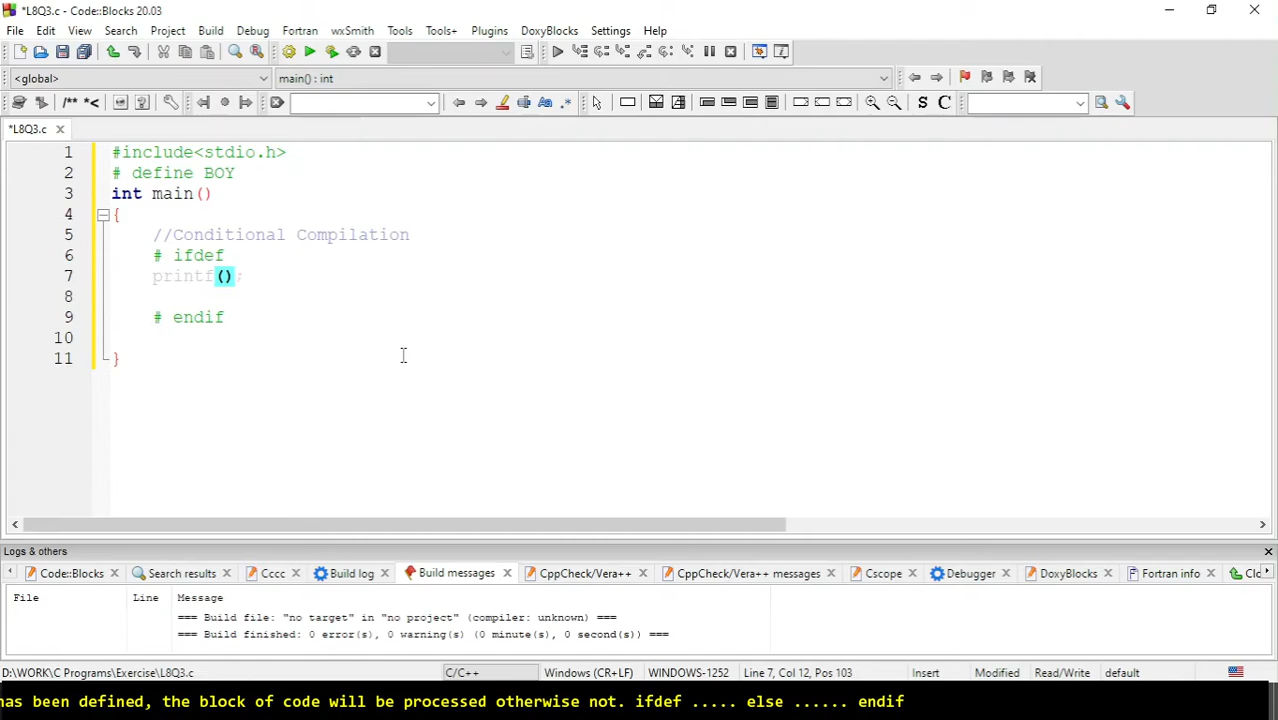 *L8Q3.c - Code::Blocks 20.03
File Edit View Search Project Build Debug Fortran wxSmith Tools Tools+ Plugins DoxyBlocks Settings Help
<global> main() : int
/** *< .* S C
*L8Q3.c
1 #include<stdio.h>
2 # define BOY
3 int main()
4 {
5 //Conditional Compilation
6 # ifdef
7 printf();
8
9 # endif
10
11 }
Logs & others
Code::Blocks Search results Cccc Build log Build messages CppCheck/Vera++ CppCheck/Vera++ messages Cscope Debugger DoxyBlocks Fortran info Clo
File Line Message
=== Build file: "no target" in "no project" (compiler: unknown) ===
=== Build finished: 0 error(s), 0 warning(s) (0 minute(s), 0 second(s)) ===
D:\WORK\C Programs\Exercise\L8Q3.c C/C++ Windows (CR+LF) WINDOWS-1252 Line 7, Col 12, Pos 103 Insert Modified Read/Write default
has been defined, the block of code will be processed otherwise not. ifdef ..... else ...... endif